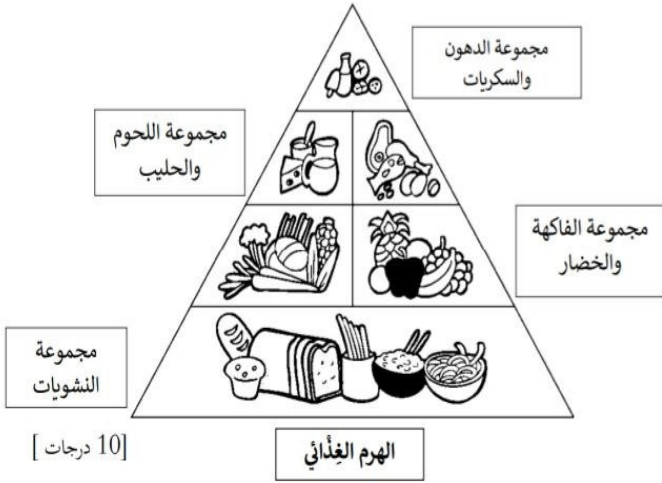 مجموعة الدهون
والسكريات
مجموعة اللحوم
والحليب
مجموعة الفاكهة
والخضار
مجموعة
النشويات
[10 درجات ]
الهرم الغِذَّائي